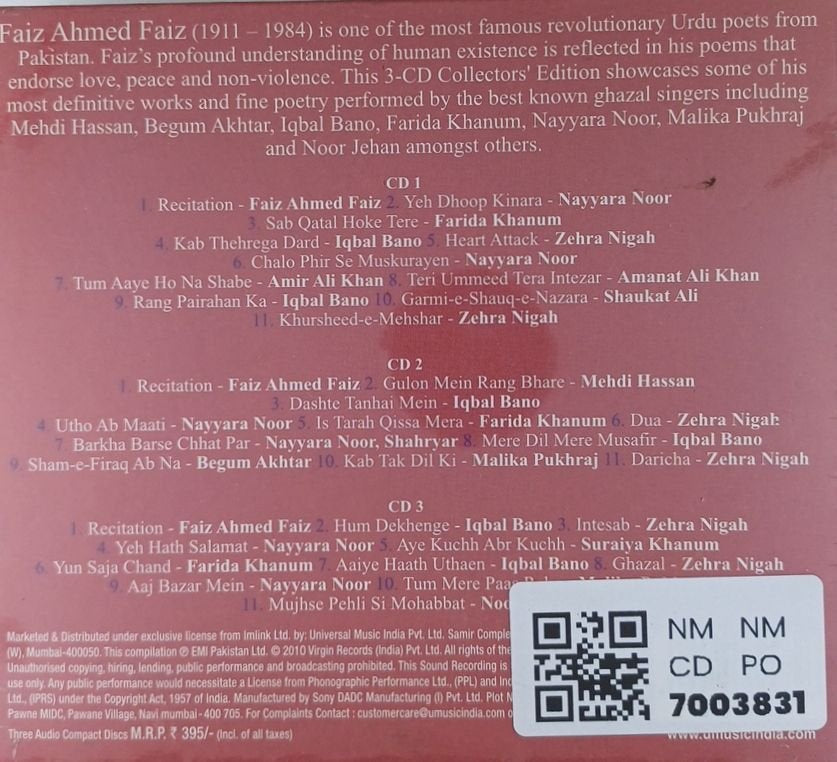 Faiz Ahmed Faiz (1911 – 1984) is one of the most famous revolutionary Urdu poets from
Pakistan. Faiz's profound understanding of human existence is reflected in his poems that
endorse love, peace and non-violence. This 3-CD Collectors' Edition showcases some of his
most definitive works and fine poetry performed by the best known ghazal singers including
Mehdi Hassan, Begum Akhtar, Iqbal Bano, Farida Khanum, Nayyara Noor, Malika Pukhraj
and Noor Jehan amongst others.
CD 1
1. Recitation - Faiz Ahmed Faiz 2. Yeh Dhoop Kinara - Nayyara Noor
3. Sab Qatal Hoke Tere - Farida Khanum
4. Kab Thehrega Dard - Iqbal Bano 5. Heart Attack - Zehra Nigah
6. Chalo Phir Se Muskurayen - Nayyara Noor
7. Tum Aaye Ho Na Shabe - Amir Ali Khan 8. Teri Ummeed Tera Intezar - Amanat Ali Khan
9. Rang Pairahan Ka - Iqbal Bano 10. Garmi-e-Shauq-e-Nazara - Shaukat Ali
11. Khursheed-e-Mehshar - Zehra Nigah
CD 2
1. Recitation - Faiz Ahmed Faiz 2. Gulon Mein Rang Bhare - Mehdi Hassan
3. Dashte Tanhai Mein - Iqbal Bano
4. Utho Ab Maati - Nayyara Noor 5. Is Tarah Qissa Mera - Farida Khanum 6. Dua - Zehra Nigah
7. Barkha Barse Chhat Par - Nayyara Noor, Shahryar 8. Mere Dil Mere Musafir - Iqbal Bano
9. Sham-e-Firaq Ab Na - Begum Akhtar 10. Kab Tak Dil Ki - Malika Pukhraj 11. Daricha - Zehra Nigah
CD 3
1. Recitation - Faiz Ahmed Faiz 2. Hum Dekhenge - Iqbal Bano 3. Intesab - Zehra Nigah
4. Yeh Hath Salamat - Nayyara Noor 5. Aye Kuchh Abr Kuchh - Suraiya Khanum
6. Yun Saja Chand - Farida Khanum 7. Aaiye Haath Uthaen - Iqbal Bano 8. Ghazal - Zehra Nigah
9. Aaj Bazar Mein - Nayyara Noor 10. Tum Mere Paas
11. Mujhse Pehli Si Mohabbat - Noo
Marketed & Distributed under exclusive license from Imlink Ltd. by: Universal Music India Pvt. Ltd. Samir Comple
(W), Mumbai-400050. This compilation ℗ EMI Pakistan Ltd. © 2010 Virgin Records (India) Pvt. Ltd. All rights of the
Unauthorised copying, hiring, lending, public performance and broadcasting prohibited. This Sound Recording is
use only. Any public performance would necessitate a License from Phonographic Performance Ltd., (PPL) and Ind
Ltd., (IPRS) under the Copyright Act, 1957 of India. Manufactured by Sony DADC Manufacturing (I) Pvt. Ltd. Plot N
Pawne MIDC, Pawane Village, Navi mumbai - 400 705. For Complaints Contact : customercare@umusicindia.com o
Three Audio Compact Discs M.R.P. ₹ 395/- (Incl. of all taxes)
www.umusicindia.com
NM NM
CD PO
7003831